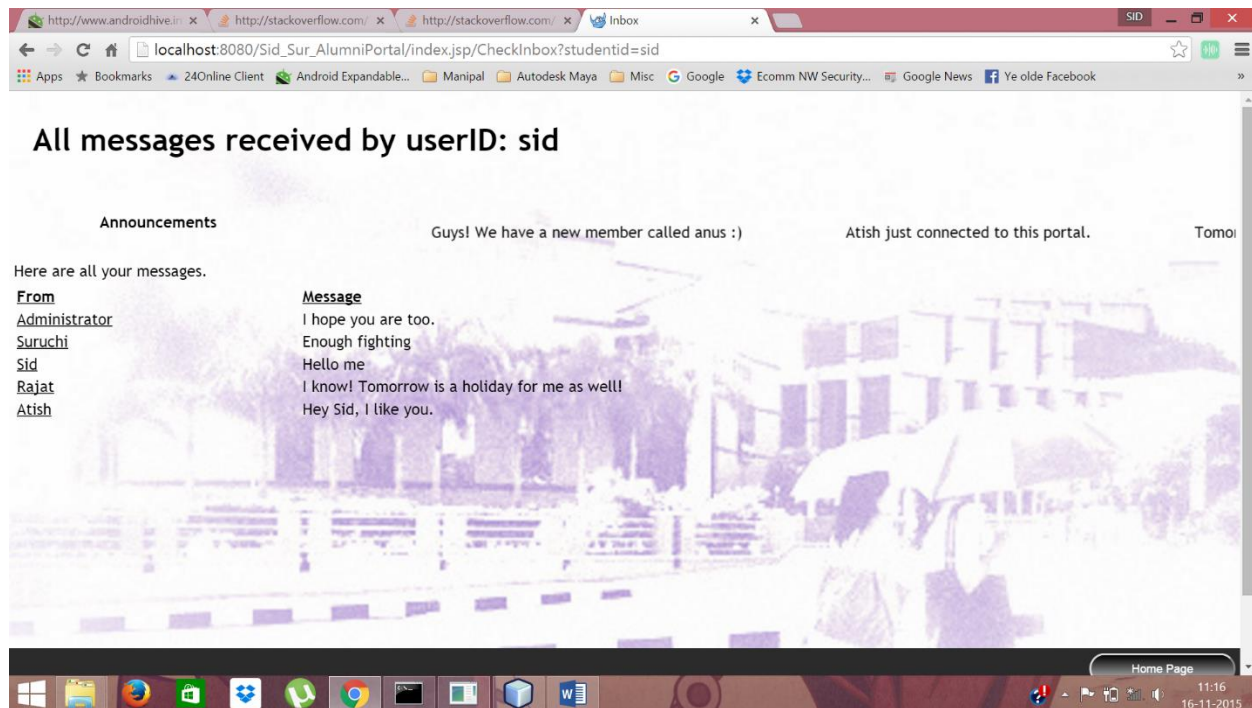 http://www.androidhive.in
http://stackoverflow.com/
http://stackoverflow.com/
Inbox
SID
localhost:8080/Sid_Sur_AlumniPortal/index.jsp/CheckInbox?studentid=sid
Apps Bookmarks 24Online Client Android Expandable... Manipal Autodesk Maya Misc Google Ecomm NW Security... Google News Ye olde Facebook »
All messages received by userID: sid
Announcements
Guys! We have a new member called anus :) Atish just connected to this portal. Tomor
Here are all your messages.
From Message
Administrator I hope you are too.
Suruchi Enough fighting
Sid Hello me
Rajat I know! Tomorrow is a holiday for me as well!
Atish Hey Sid, I like you.
Home Page
11:16
16-11-2015